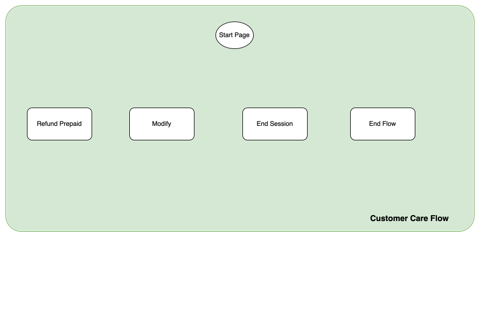 Start Page
Refund Prepaid
Modify
End Session
End Flow
Customer Care Flow